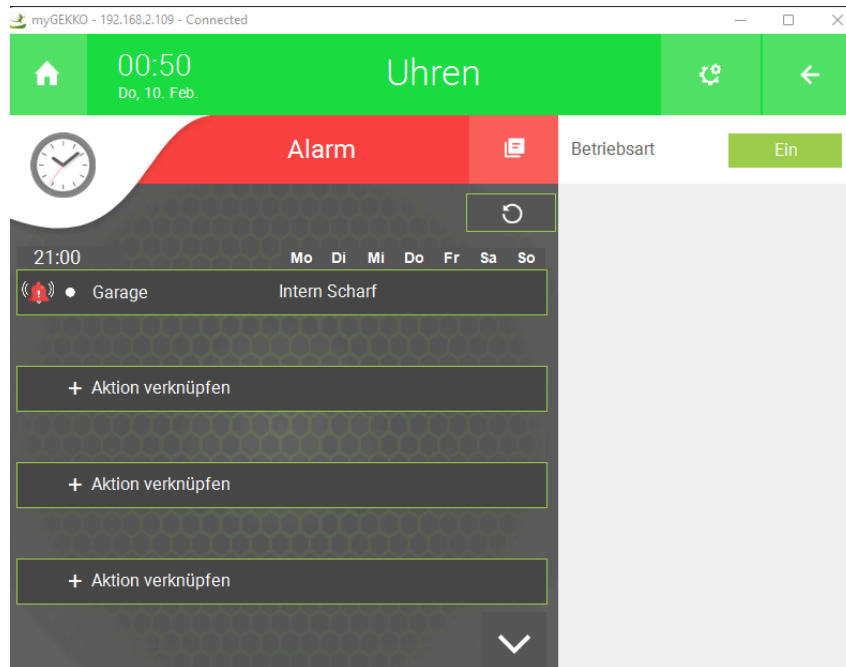 myGEKKO - 192.168.2.109 - Connected
00:50
Do, 10. Feb.
Uhren
Alarm
Betriebsart
Ein
21:00
Mo Di Mi Do Fr Sa So
Garage
Intern Scharf
+ Aktion verknüpfen
+ Aktion verknüpfen
+ Aktion verknüpfen